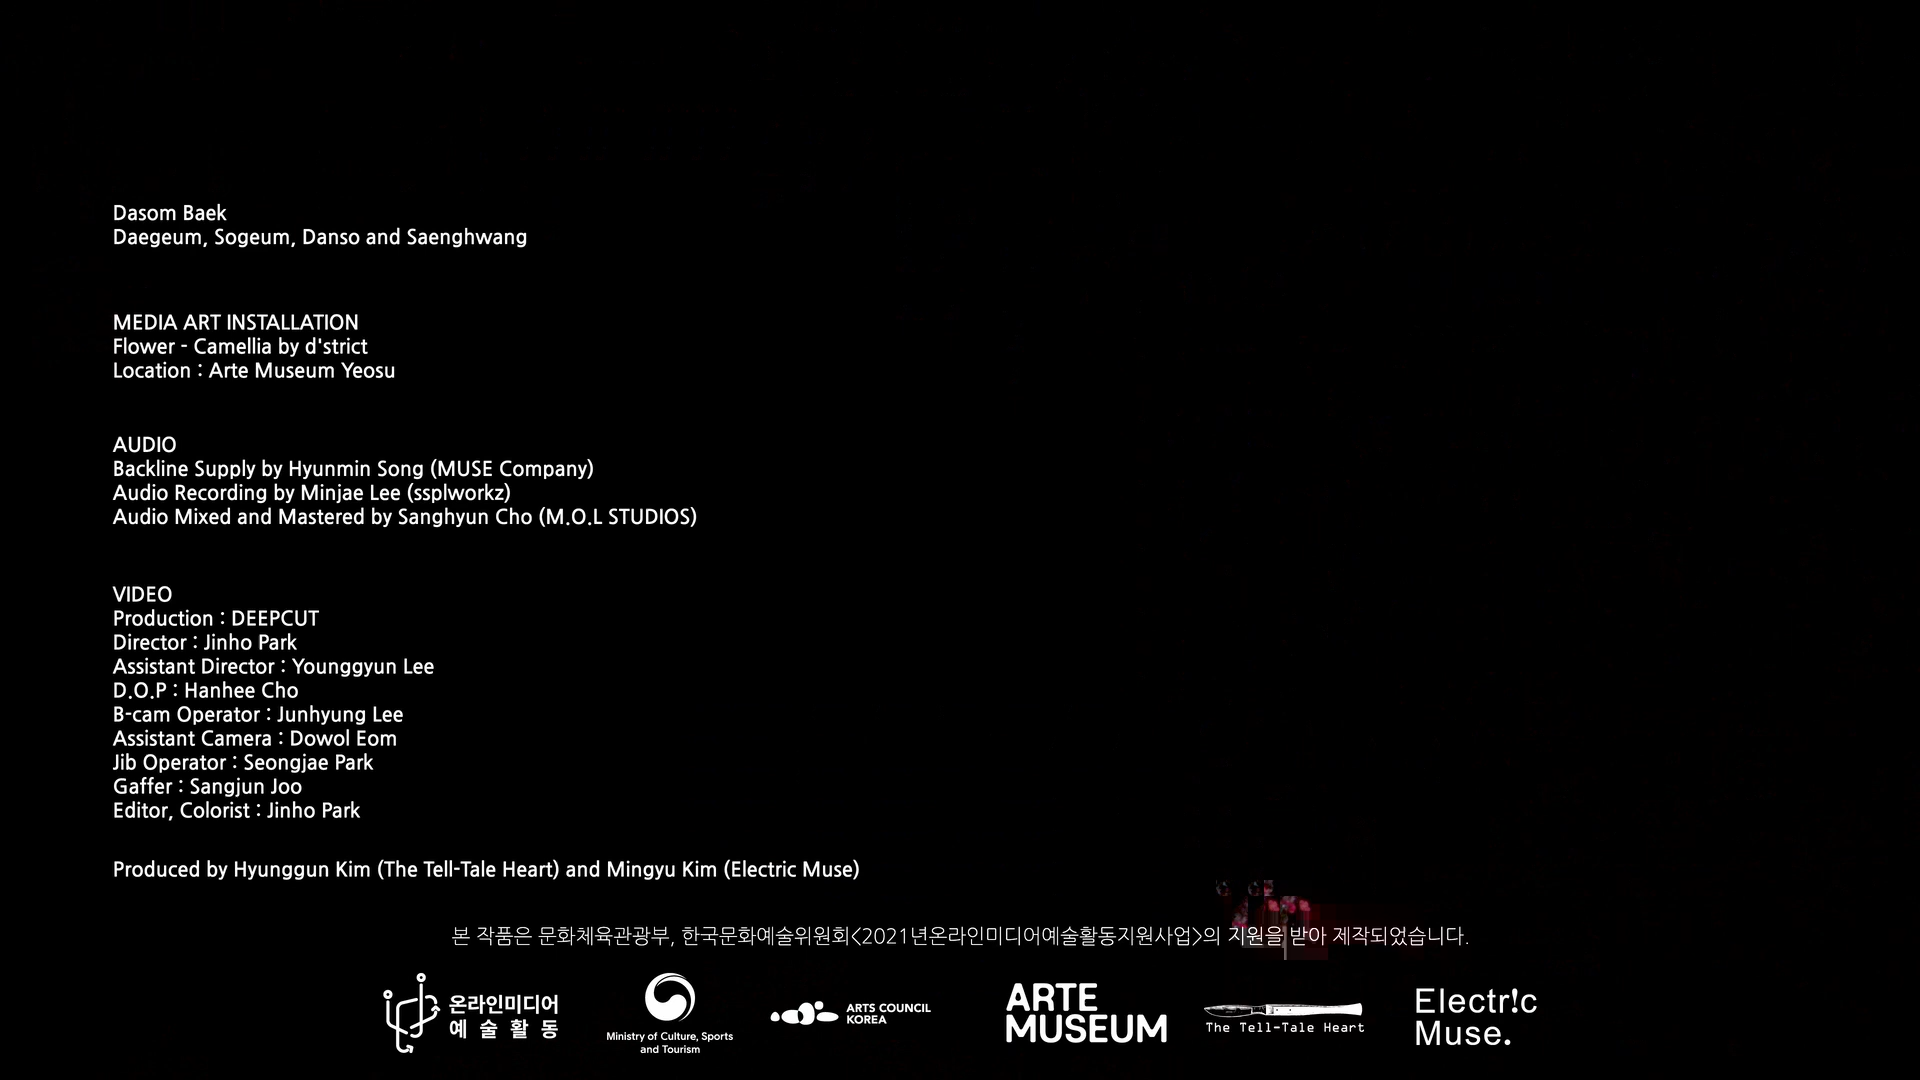 Dasom Baek
Daegeum, Sogeum, Danso and Saenghwang
MEDIA ART INSTALLATION
Flower - Camellia by d'strict
Location : Arte Museum Yeosu
AUDIO
Backline Supply by Hyunmin Song (MUSE Company)
Audio Recording by Minjae Lee (ssplworkz)
Audio Mixed and Mastered by Sanghyun Cho (M.O.L STUDIOS)
VIDEO
Production : DEEPCUT
Director : Jinho Park
Assistant Director : Younggyun Lee
D.O.P : Hanhee Cho
B-cam Operator : Junhyung Lee
Assistant Camera : Dowol Eom
Jib Operator : Seongjae Park
Gaffer : Sangjun Joo
Editor, Colorist : Jinho Park
Produced by Hyunggun Kim (The Tell-Tale Heart) and Mingyu Kim (Electric Muse)
본 작품은 문화체육관광부, 한국문화예술위원회<2021년온라인미디어예술활동지원사업>의 지원을 받아 제작되었습니다.
온라인미디어
예술활동
Ministry of Culture, Sports
and Tourism
ARTS COUNCIL
KOREA
ARTE
MUSEUM
The Tell-Tale Heart
Electr!c
Muse.